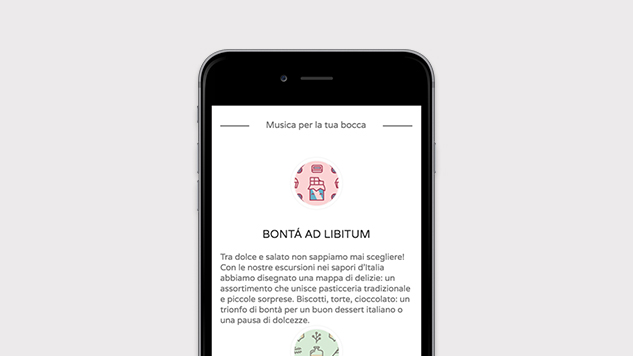 Musica per la tua bocca
BONTÁ AD LIBITUM
Tra dolce e salato non sappiamo mai scegliere!
Con le nostre escursioni nei sapori d'Italia
abbiamo disegnato una mappa di delizie: un
assortimento che unisce pasticceria tradizionale
e piccole sorprese. Biscotti, torte, cioccolato: un
trionfo di bontà per un buon dessert italiano o
una pausa di dolcezze.